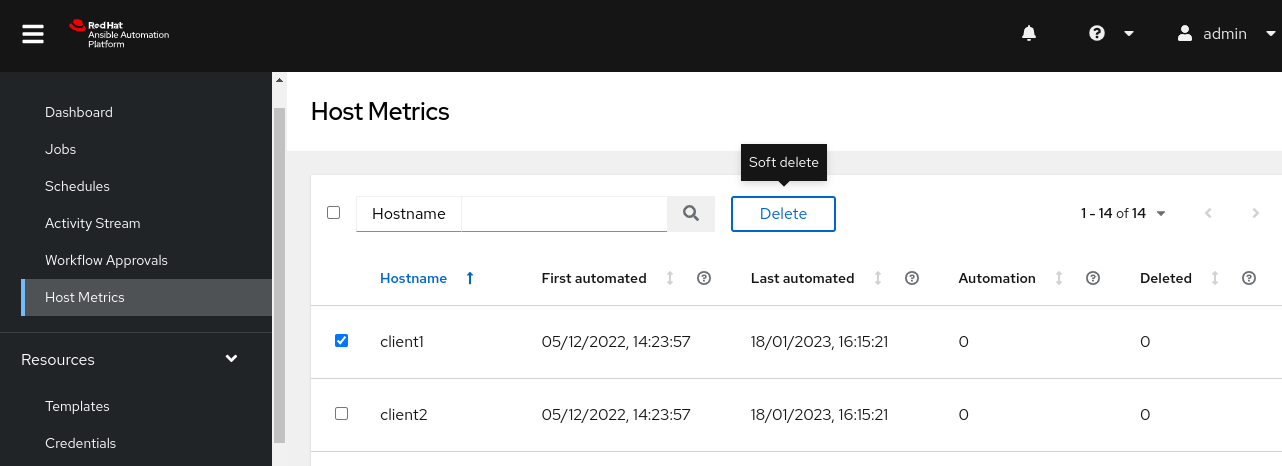 Red Hat
Ansible Automation
Platform
admin
Dashboard
Jobs
Schedules
Activity Stream
Workflow Approvals
Host Metrics
Resources
Templates
Credentials
Host Metrics
Soft delete
Hostname
Delete
1 - 14 of 14
Hostname First automated Last automated Automation Deleted
client1 05/12/2022, 14:23:57 18/01/2023, 16:15:21 0 0
client2 05/12/2022, 14:23:57 18/01/2023, 16:15:21 0 0